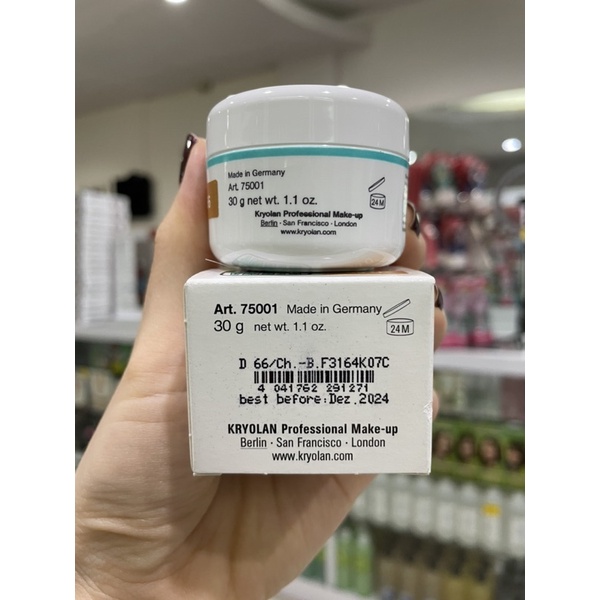 Made in Germany
Art. 75001
30 g net wt. 1.1 oz.
24 M
Kryolan Professional Make-up
Berlin · San Francisco · London
www.kryolan.com
Art. 75001 Made in Germany
30 g net wt. 1.1 oz.
24 M
D 66/Ch.-B.F3164K07C
4 041762 291271
best before:Dez.2024
KRYOLAN Professional Make-up
Berlin · San Francisco · London
www.kryolan.com